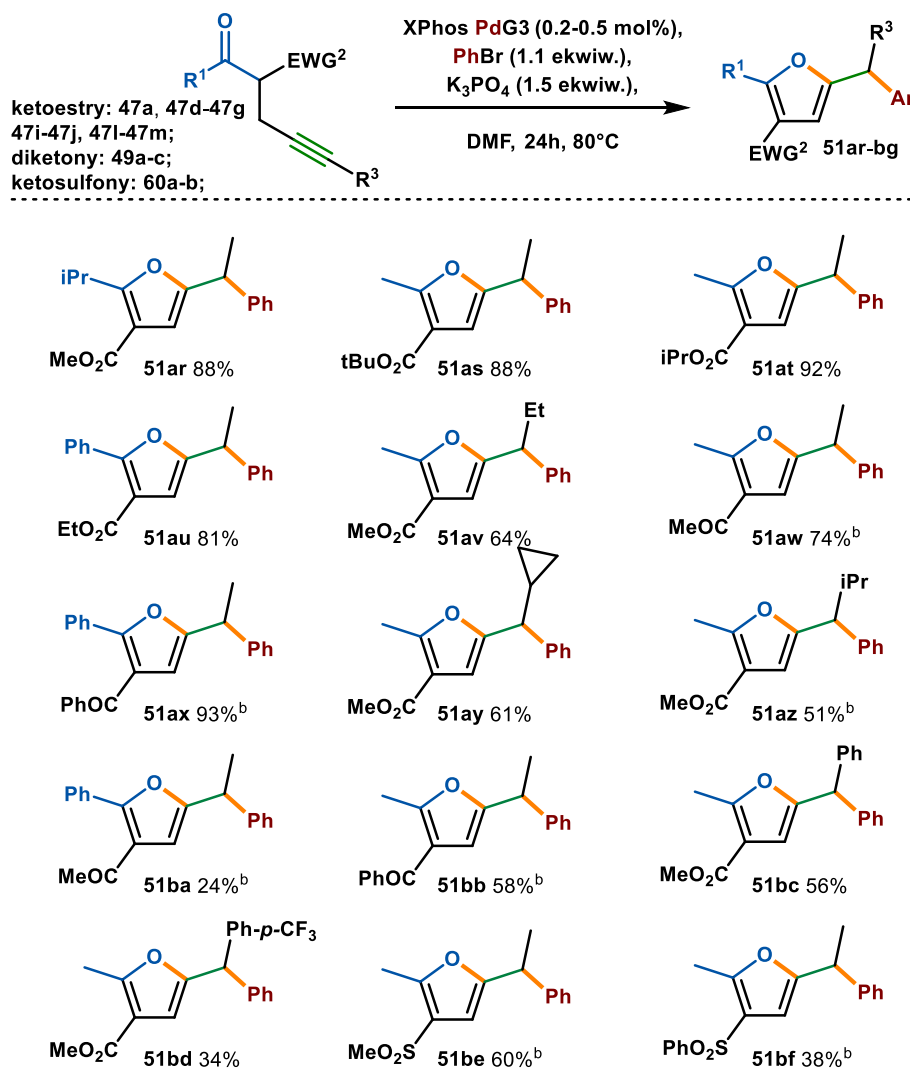 O
R1
EWG2
R3
ketoestry: 47a, 47d-47g
47i-47j, 47l-47m;
diketony: 49a-c;
ketosulfony: 60a-b;
XPhos PdG3 (0.2-0.5 mol%),
PhBr (1.1 ekwiw.),
K3PO4 (1.5 ekwiw.),
DMF, 24h, 80°C
R3
R1
O
Ar
EWG2
51ar-bg
iPr
O
Ph
MeO2C
51ar 88%
O
Ph
tBuO2C
51as 88%
O
Ph
iPrO2C
51at 92%
Ph
O
Ph
EtO2C
51au 81%
Et
O
Ph
MeO2C
51av 64%
O
Ph
MeOC
51aw 74%b
Ph
O
Ph
PhOC
51ax 93%b
O
Ph
MeO2C
51ay 61%
iPr
O
Ph
MeO2C
51az 51%b
Ph
O
Ph
MeOC
51ba 24%b
O
Ph
PhOC
51bb 58%b
Ph
O
Ph
MeO2C
51bc 56%
Ph-p-CF3
O
Ph
MeO2C
51bd 34%
O
Ph
MeO2S
51be 60%b
O
Ph
PhO2S
51bf 38%b